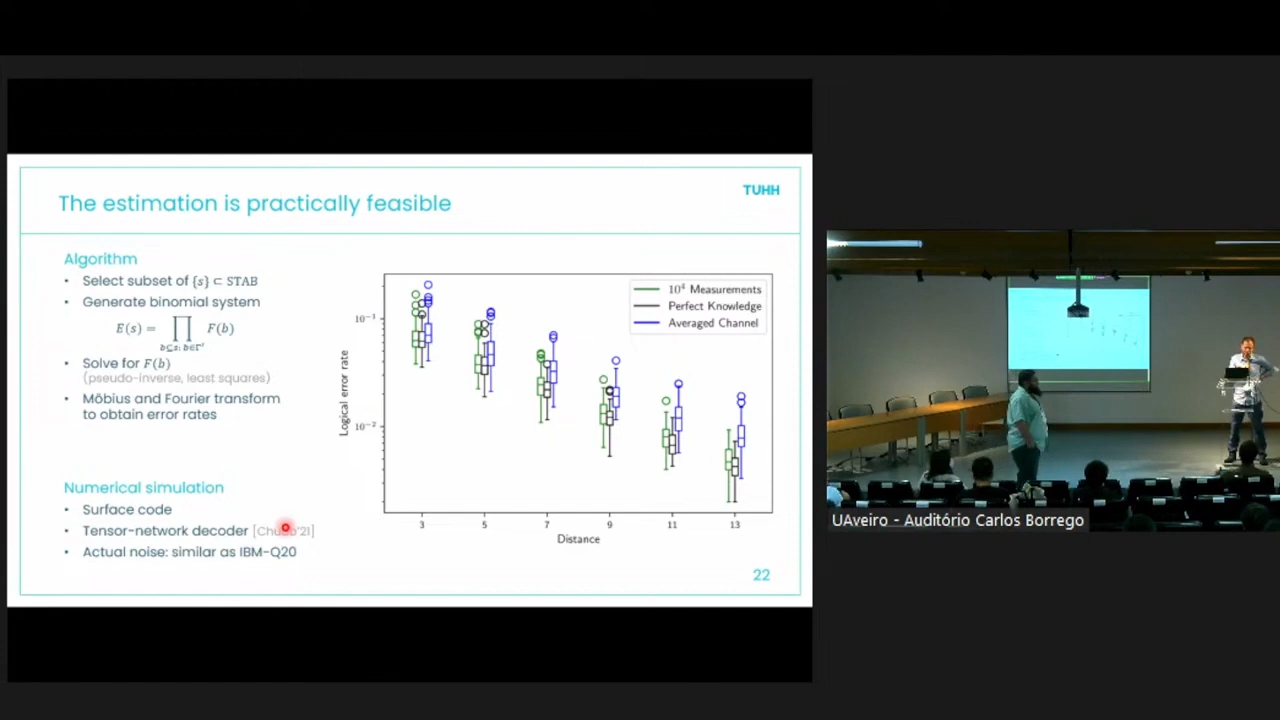 The estimation is practically feasible
TUHH
Algorithm
• Select subset of {s} ⊂ STAB
• Generate binomial system
E(s) = ∏ F(b)
b⊆s: b∈Γ'
• Solve for F(b)
(pseudo-inverse, least squares)
• Möbius and Fourier transform
to obtain error rates
Numerical simulation
• Surface code
• Tensor-network decoder [Chubb'21]
• Actual noise: similar as IBM-Q20
10⁴ Measurements
Perfect Knowledge
Averaged Channel
Logical error rate
10⁻¹
10⁻²
3 5 7 9 11 13
Distance
22
UAveiro - Auditório Carlos Borrego